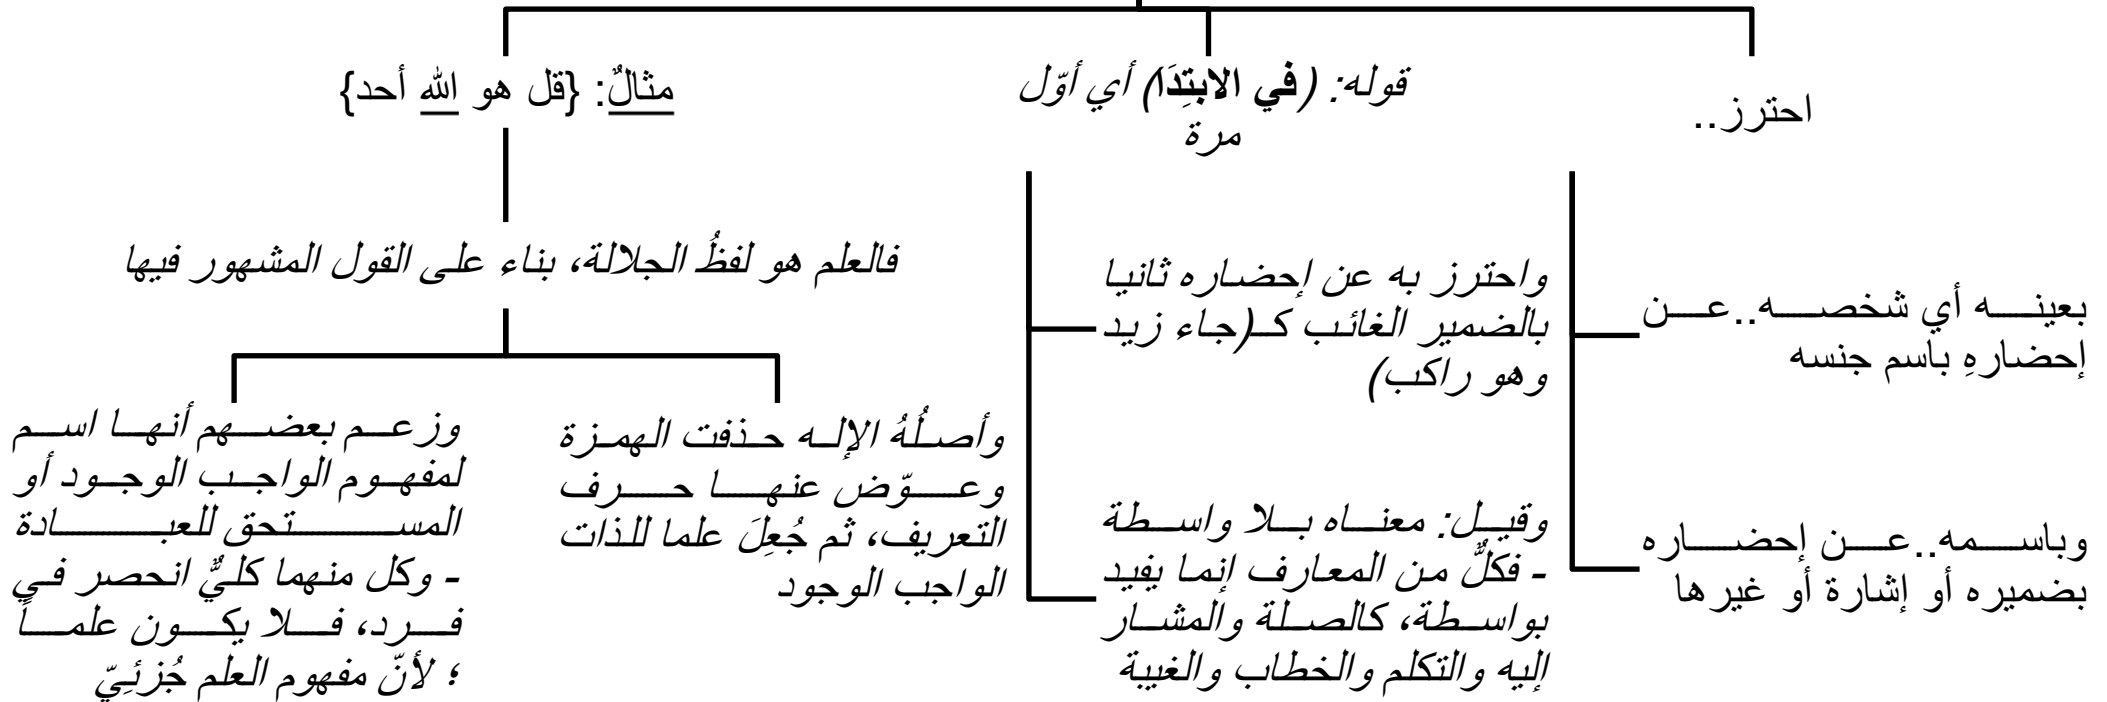 احترز..
بعينه أي شخصه..عن
إحضارهِ باسم جنسه
وباسمه..عن إحضاره
بضميره أو إشارة أو غيرها
قوله: (في الابتِدَا) أي أوّل
مرة
واحترز به عن إحضاره ثانيا
بالضمير الغائب كـ(جاء زيد
وهو راكب)
وقيل: معناه بلا واسطة
- فكلٌّ من المعارف إنما يفيد
بواسطة، كالصلة والمشار
إليه والتكلم والخطاب والغيبة
مثالٌ: {قل هو الله أحد}
فالعلم هو لفظُ الجلالة، بناء على القول المشهور فيها
وأصلُهُ الإله حذفت الهمزة
وعوّض عنها حرف
التعريف، ثم جُعِلَ علما للذات
الواجب الوجود
وزعم بعضهم أنها اسم
لمفهوم الواجب الوجود أو
المستحق للعبادة
- وكل منهما كليٌّ انحصر في
فرد، فلا يكون علماً
؛ لأنّ مفهوم العلم جُزئِيّ